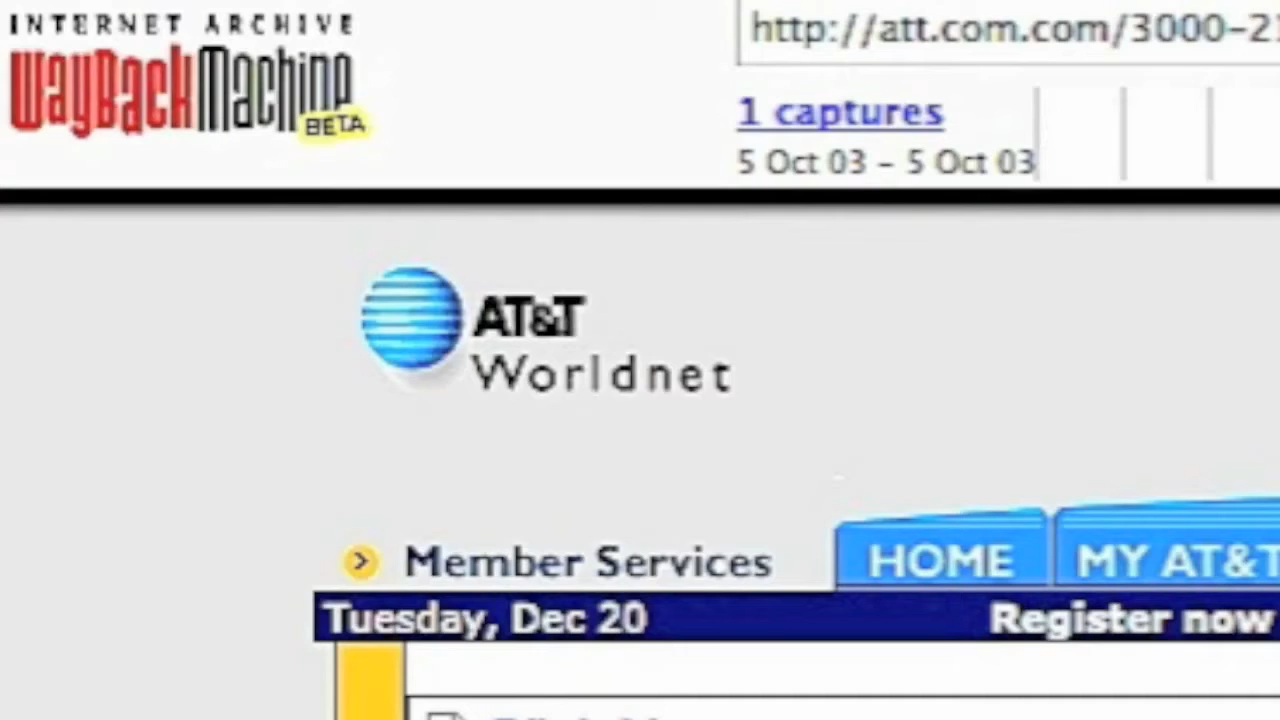 INTERNET ARCHIVE
WayBackMachine
BETA
http://att.com.com/3000-21
1 captures
5 Oct 03 - 5 Oct 03
AT&T
Worldnet
Member Services
HOME
MY AT&T
Tuesday, Dec 20
Register now